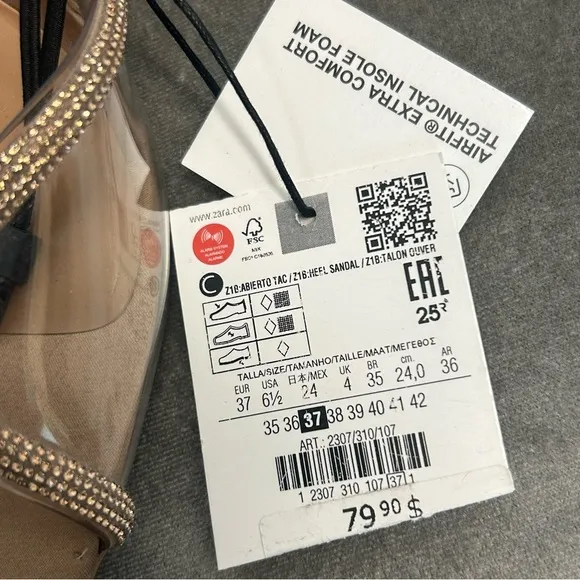 AIRFIT® EXTRA COMFORT
TECHNICAL INSOLE FOAM
www.zara.com
FSC
MIX
C Z1B:ABIERTO TAC / Z16:HEEL SANDAL / Z1B:TALON OUVER
EAC
TALLA/SIZE/TAMANHO/TAILLE/MAAT/ΜΕΓΕΘΟΣ
EUR USA 日本/MEX UK BR cm. AR
37 6½ 24 4 35 24,0 36
35 36 37 38 39 40 41 42
ART.: 2307/310/107
1 2307 310 107 37 1
79 90 $